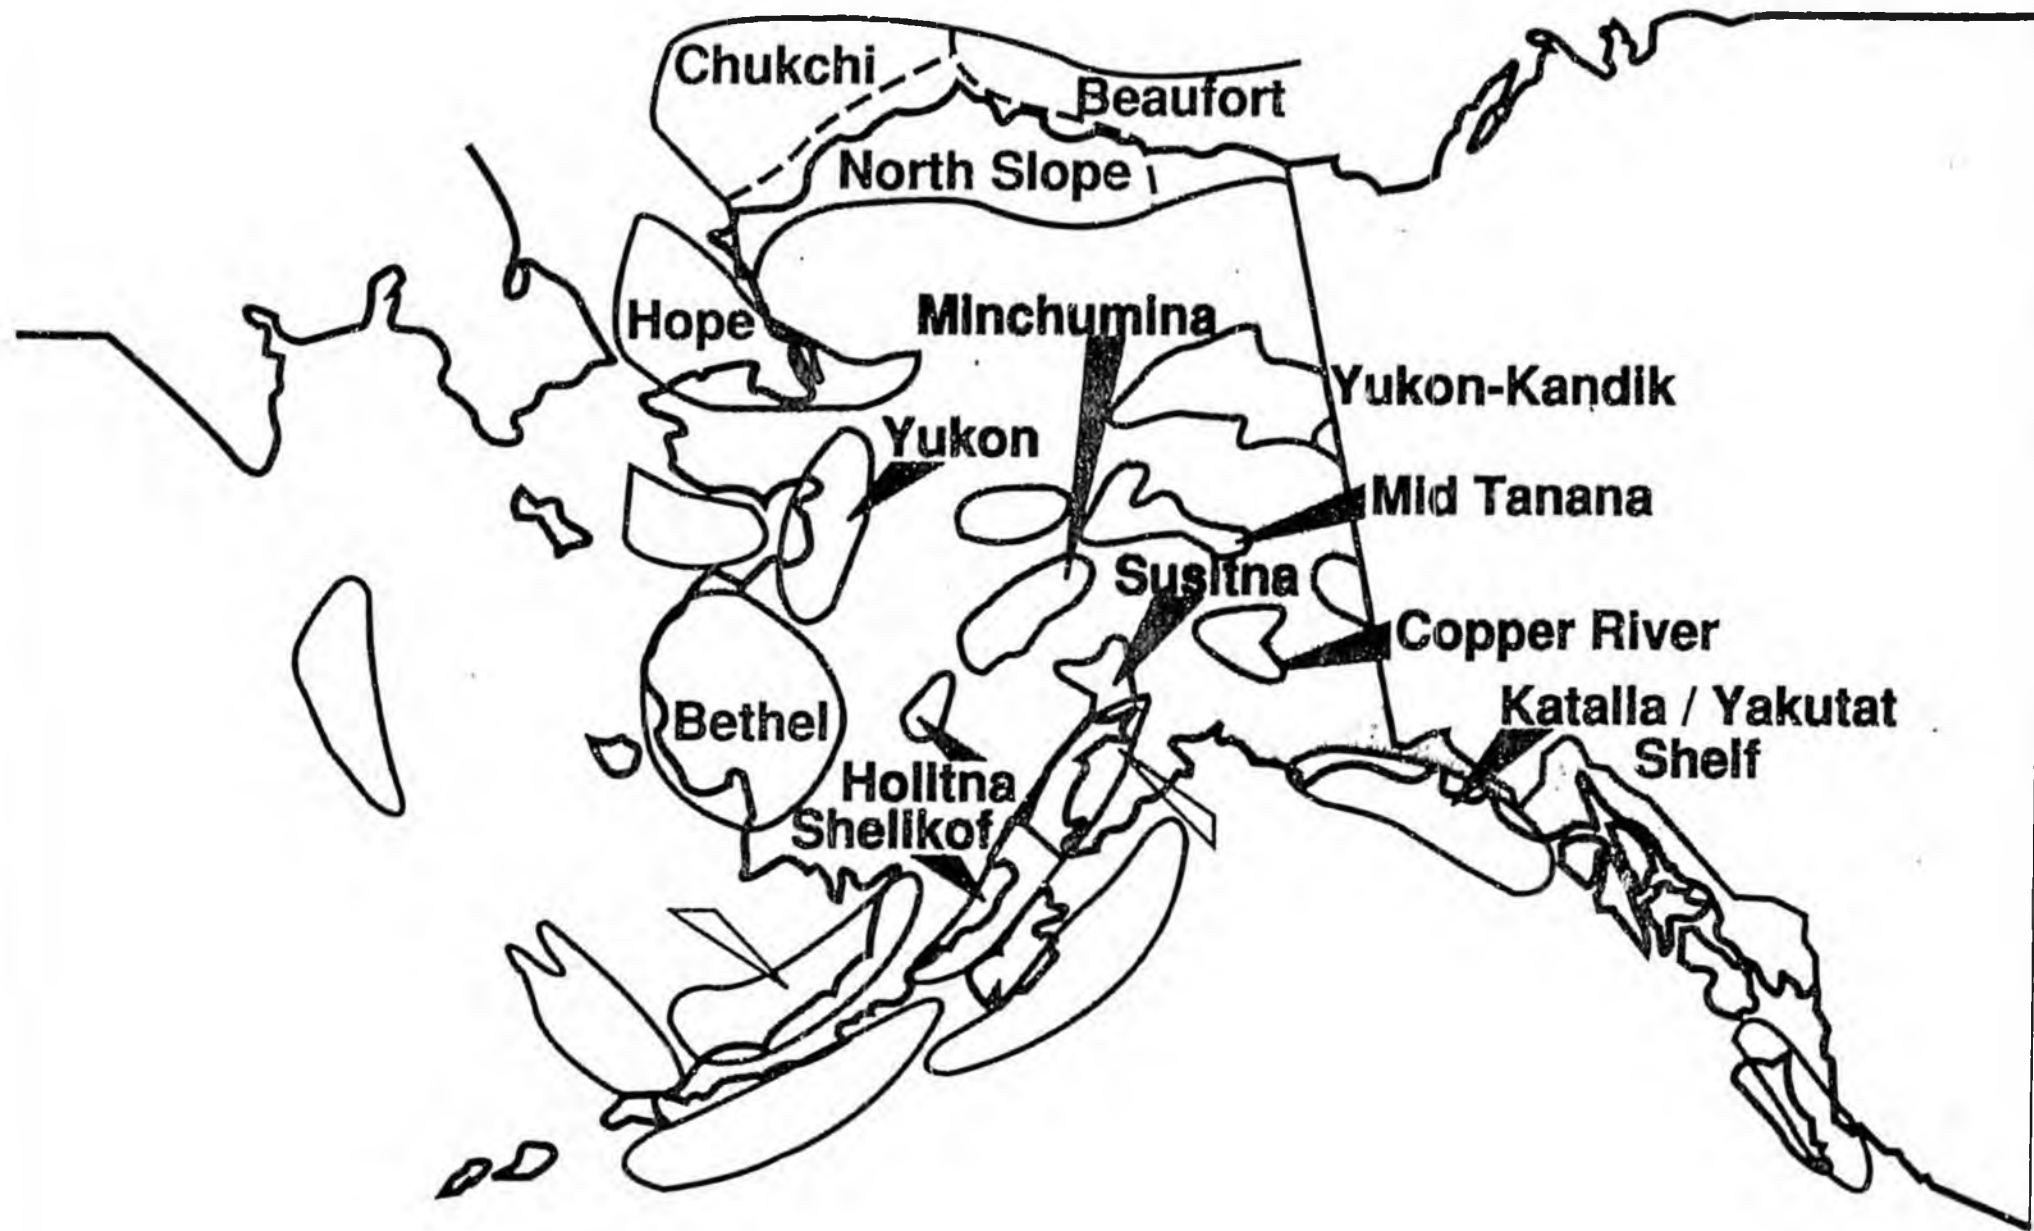 Chukchi
Beaufort
North Slope
Hope
Minchumina
Yukon-Kandik
Yukon
Mid Tanana
Susitna
Copper River
Katalla / Yakutat
Shelf
Bethel
Holitna
Shelikof